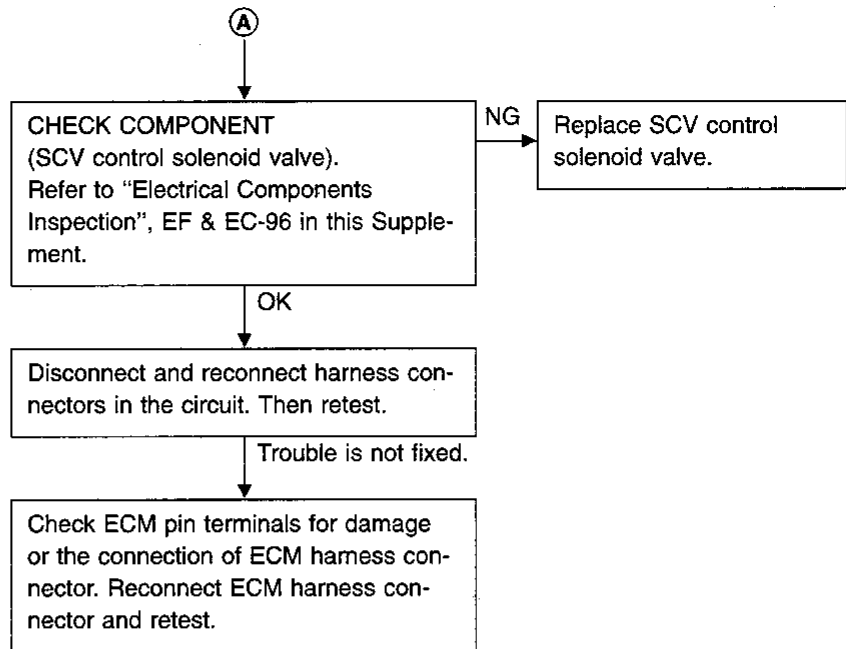 A
CHECK COMPONENT
(SCV control solenoid valve).
Refer to “Electrical Components
Inspection”, EF & EC-96 in this Supple-
ment.
NG
Replace SCV control
solenoid valve.
OK
Disconnect and reconnect harness con-
nectors in the circuit. Then retest.
Trouble is not fixed.
Check ECM pin terminals for damage
or the connection of ECM harness con-
nector. Reconnect ECM harness con-
nector and retest.